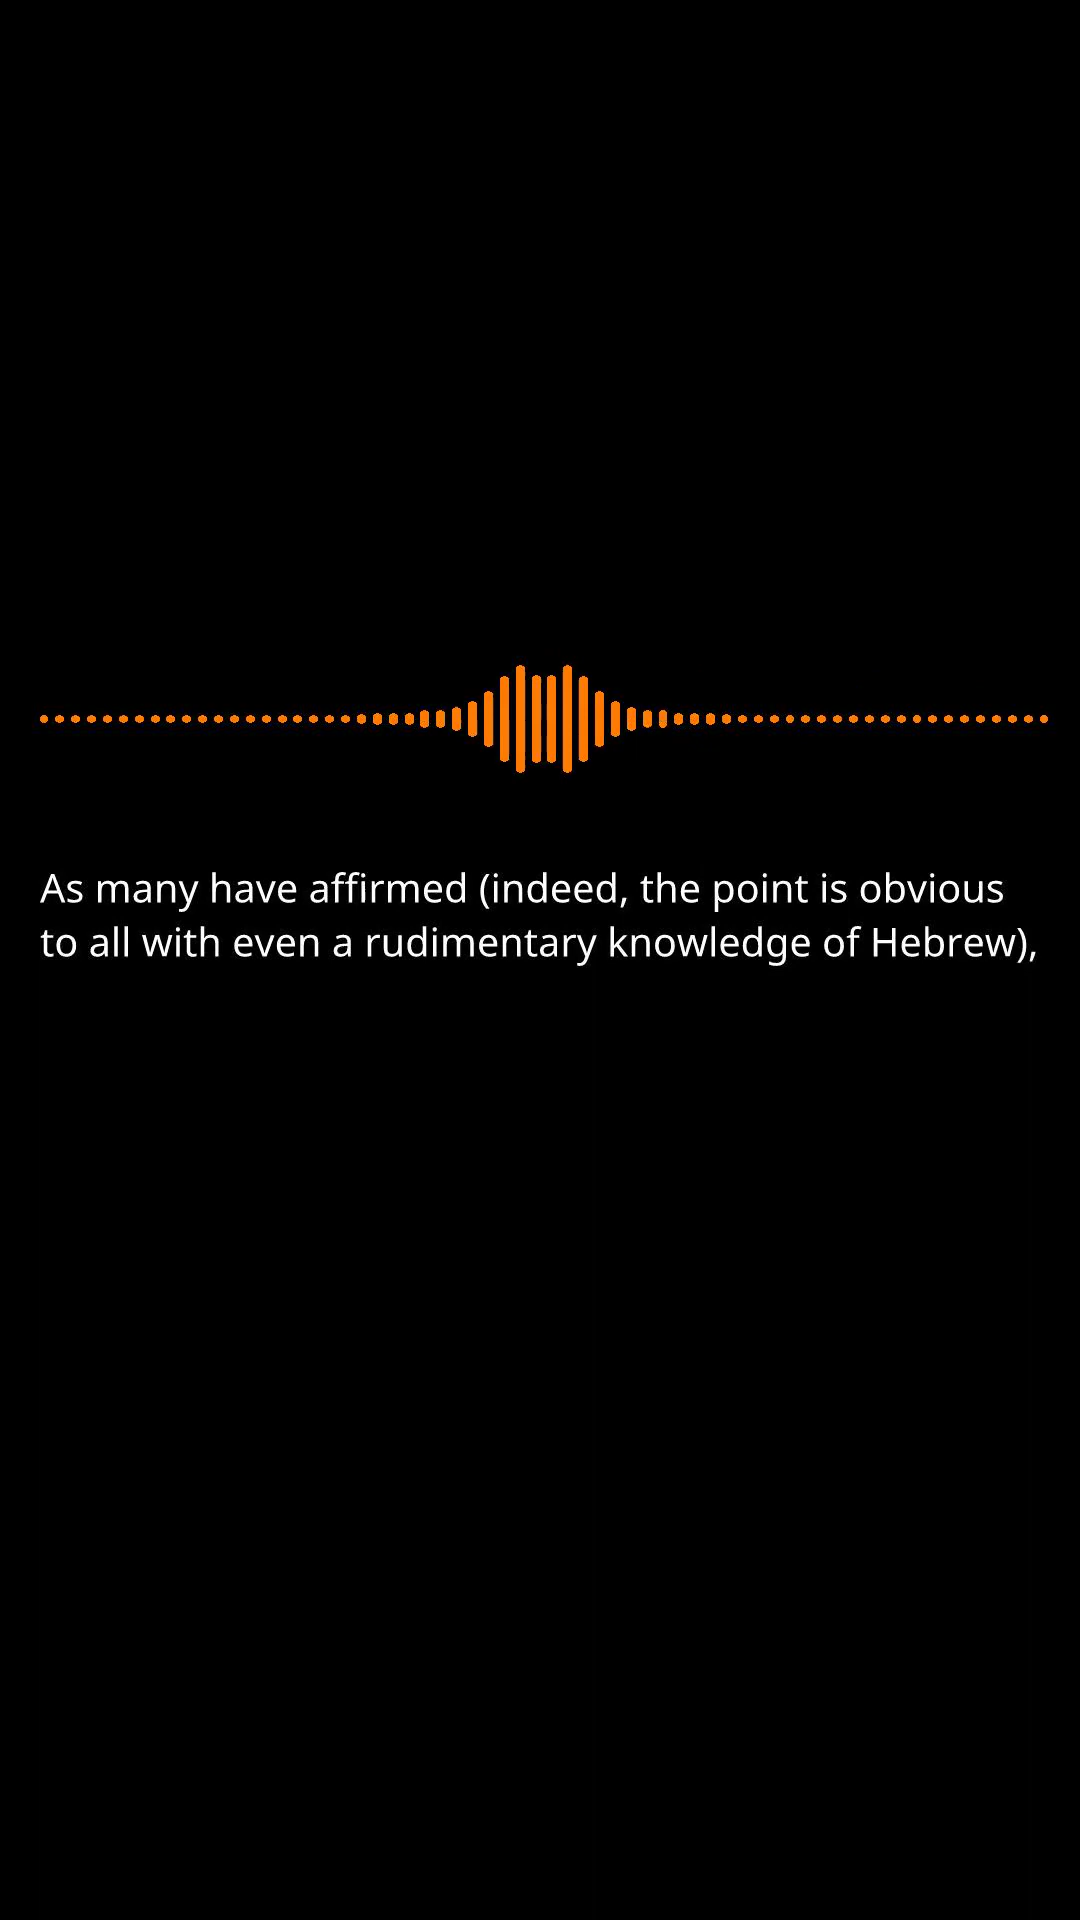 As many have affirmed (indeed, the point is obvious
to all with even a rudimentary knowledge of Hebrew),